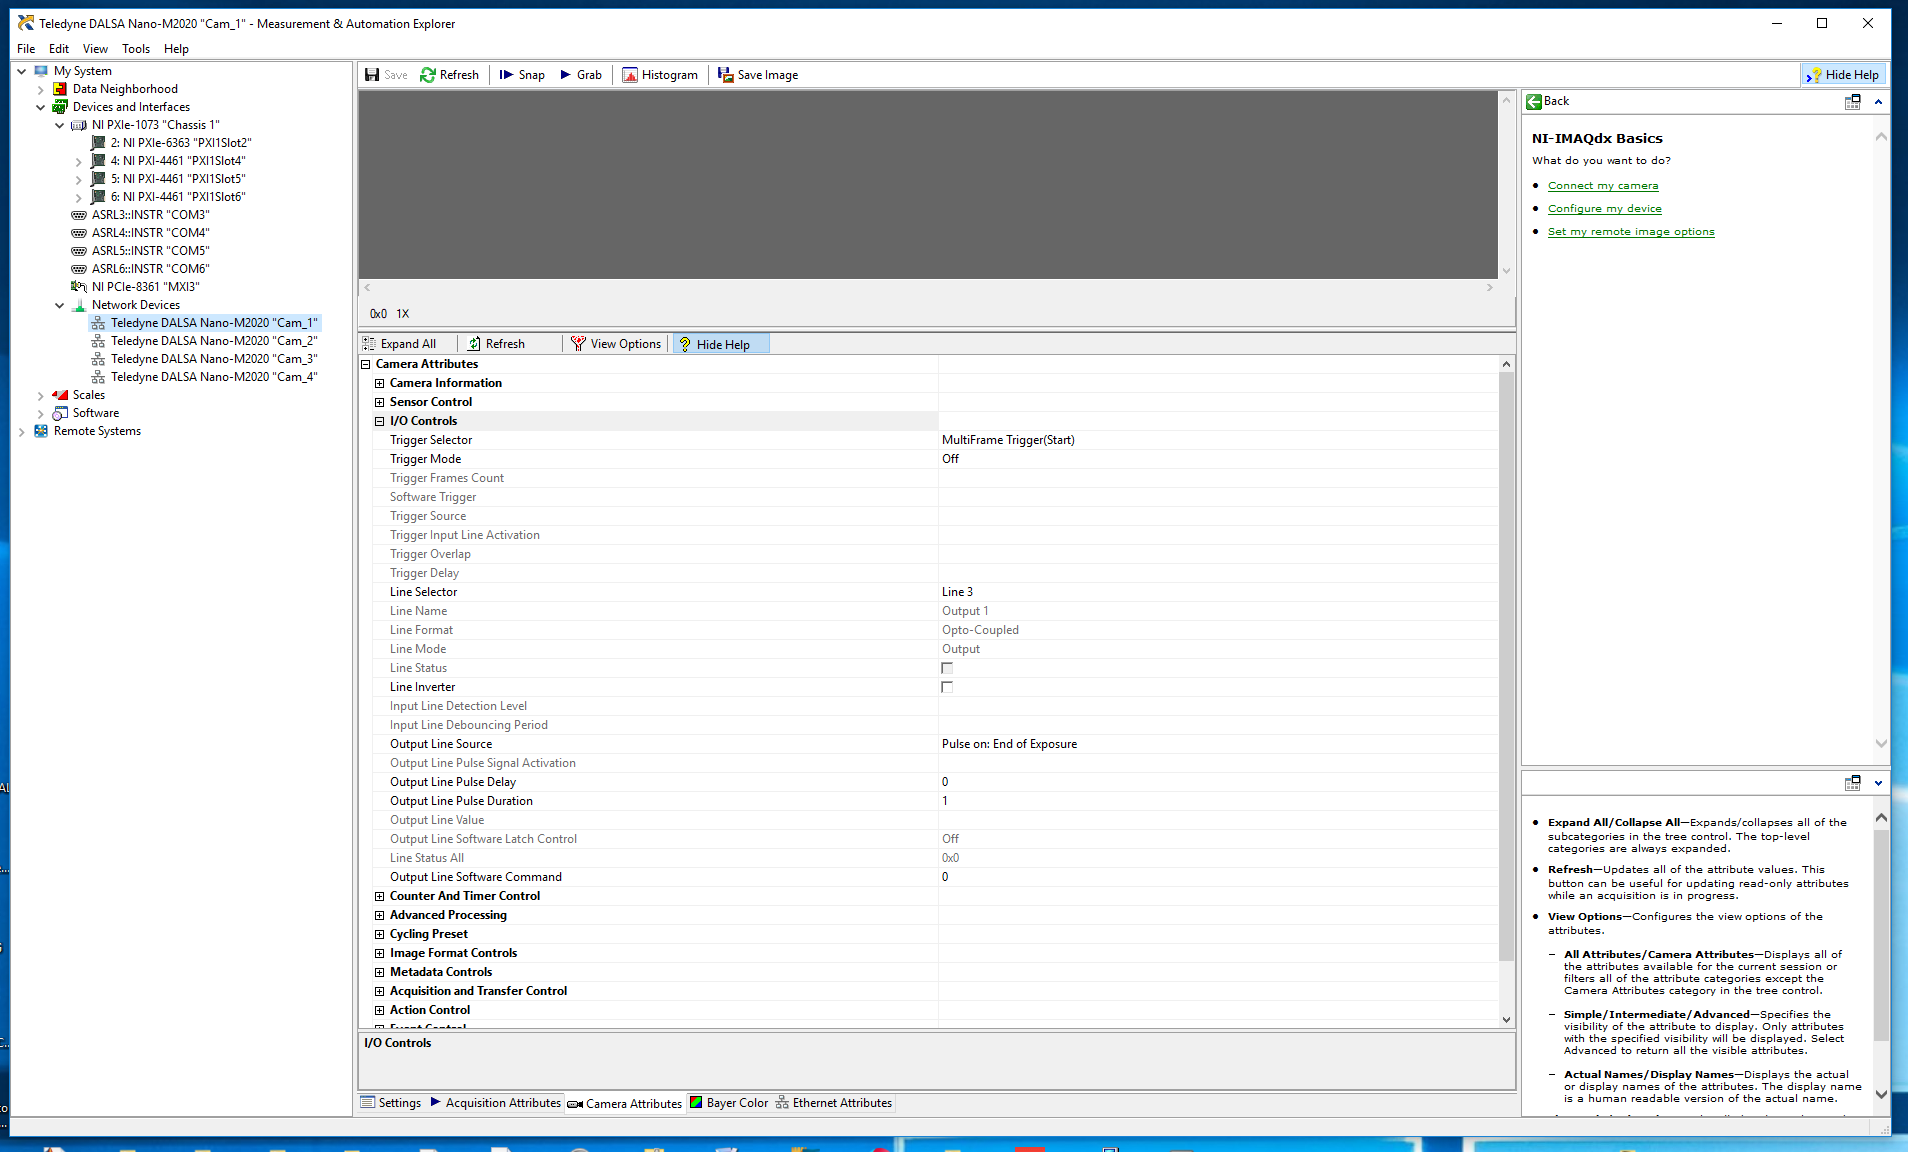 Teledyne DALSA Nano-M2020 "Cam_1" - Measurement & Automation Explorer
File Edit View Tools Help
My System
Data Neighborhood
Devices and Interfaces
NI PXIe-1073 "Chassis 1"
2: NI PXIe-6363 "PXI1Slot2"
4: NI PXI-4461 "PXI1Slot4"
5: NI PXI-4461 "PXI1Slot5"
6: NI PXI-4461 "PXI1Slot6"
ASRL3::INSTR "COM3"
ASRL4::INSTR "COM4"
ASRL5::INSTR "COM5"
ASRL6::INSTR "COM6"
NI PCIe-8361 "MXI3"
Network Devices
Teledyne DALSA Nano-M2020 "Cam_1"
Teledyne DALSA Nano-M2020 "Cam_2"
Teledyne DALSA Nano-M2020 "Cam_3"
Teledyne DALSA Nano-M2020 "Cam_4"
Scales
Software
Remote Systems
Save Refresh Snap Grab Histogram Save Image Hide Help
0x0 1X
Expand All Refresh View Options Hide Help
Camera Attributes
Camera Information
Sensor Control
I/O Controls
Trigger Selector MultiFrame Trigger(Start)
Trigger Mode Off
Trigger Frames Count
Software Trigger
Trigger Source
Trigger Input Line Activation
Trigger Overlap
Trigger Delay
Line Selector Line 3
Line Name Output 1
Line Format Opto-Coupled
Line Mode Output
Line Status
Line Inverter
Input Line Detection Level
Input Line Debouncing Period
Output Line Source Pulse on: End of Exposure
Output Line Pulse Signal Activation
Output Line Pulse Delay 0
Output Line Pulse Duration 1
Output Line Value
Output Line Software Latch Control Off
Line Status All 0x0
Output Line Software Command 0
Counter And Timer Control
Advanced Processing
Cycling Preset
Image Format Controls
Metadata Controls
Acquisition and Transfer Control
Action Control
Event Control
I/O Controls
Settings Acquisition Attributes Camera Attributes Bayer Color Ethernet Attributes
Back
NI-IMAQdx Basics
What do you want to do?
Connect my camera
Configure my device
Set my remote image options
Expand All/Collapse All—Expands/collapses all of the
subcategories in the tree control. The top-level
categories are always expanded.
Refresh—Updates all of the attribute values. This
button can be useful for updating read-only attributes
while an acquisition is in progress.
View Options—Configures the view options of the
attributes.
– All Attributes/Camera Attributes—Displays all of
the attributes available for the current session or
filters all of the attribute categories except the
Camera Attributes category in the tree control.
– Simple/Intermediate/Advanced—Specifies the
visibility of the attribute to display. Only attributes
with the specified visibility will be displayed. Select
Advanced to return all the visible attributes.
– Actual Names/Display Names—Displays the actual
or display names of the attributes. The display name
is a human readable version of the actual name.